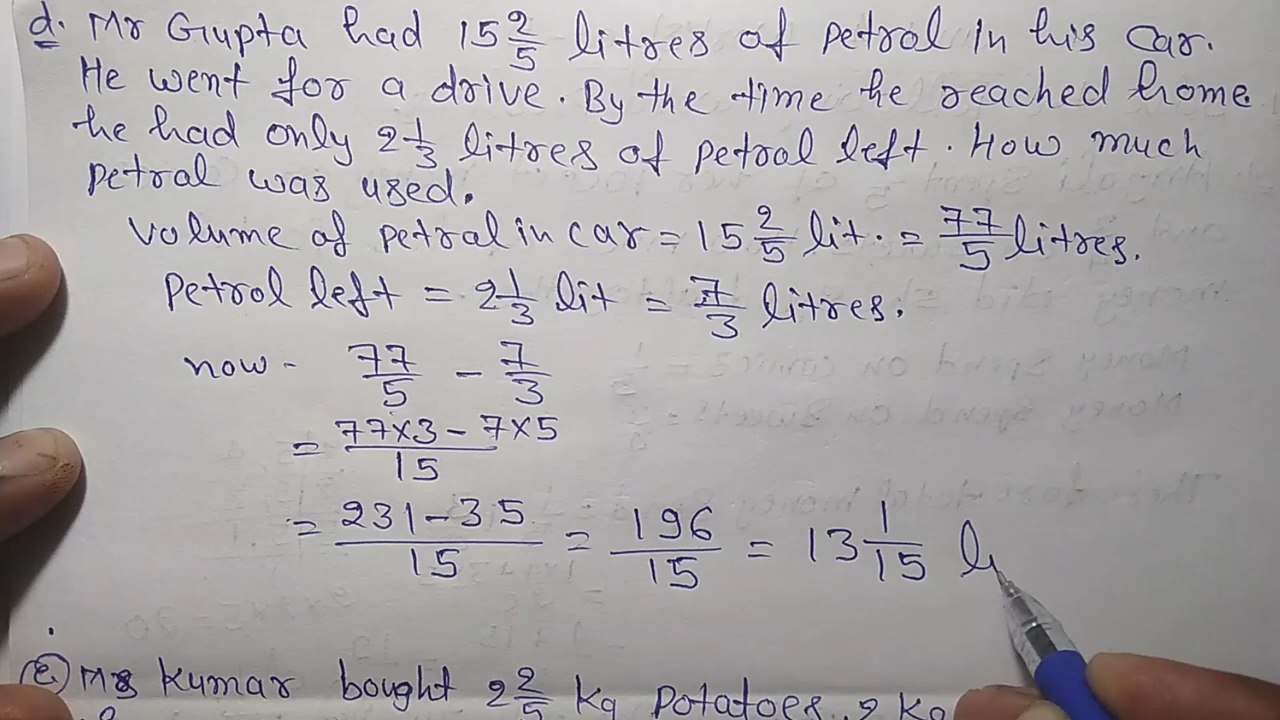 d. Mr Gupta had 15 2/5 litres of petrol in his car.
He went for a drive. By the time he reached home
he had only 2 1/3 litres of petrol left. How much
petral was used.
Volume of petral in car = 15 2/5 lit. = 77/5 litres.
Petrol left = 2 1/3 lit = 7/3 litres.
now - 77/5 - 7/3
= 77×3 - 7×5 / 15
= 231-35 / 15 = 196/15 = 13 1/15 li
(e) Mrs Kumar bought 2 2/5 kg potatoes, 2 kg